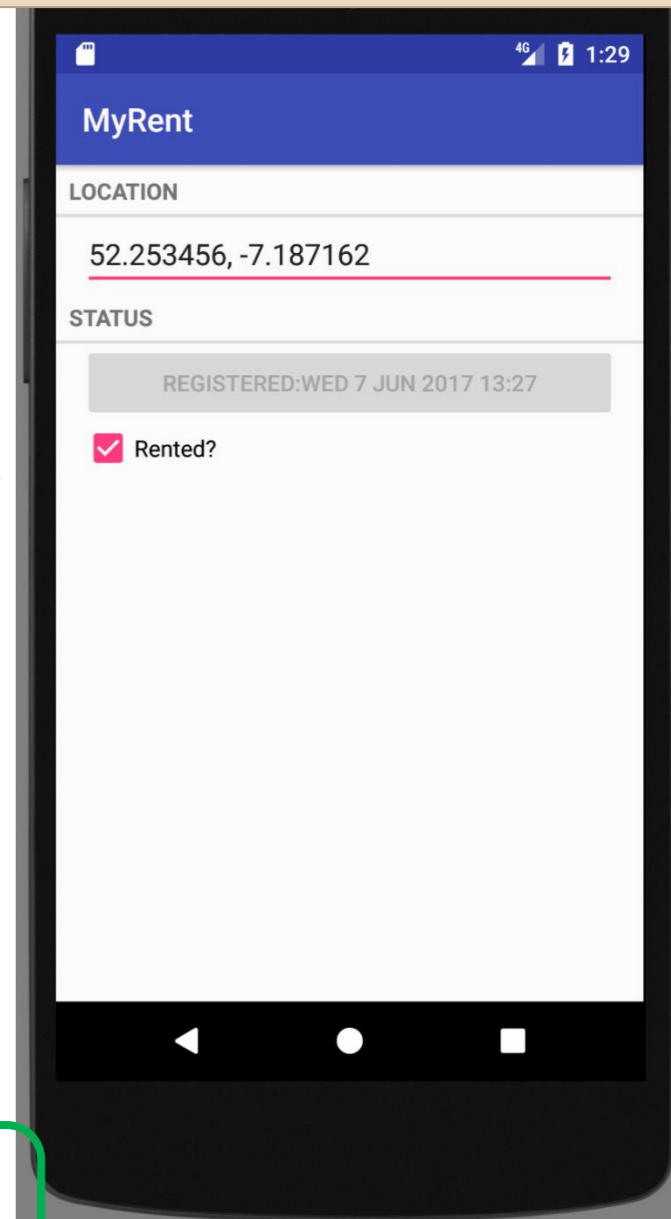 4G 1:29
MyRent
LOCATION
52.253456, -7.187162
STATUS
REGISTERED:WED 7 JUN 2017 13:27
Rented?